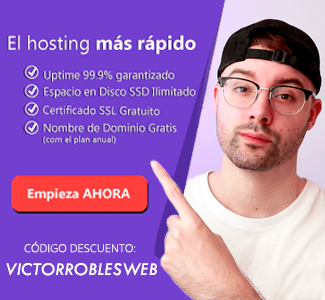 El hosting más rápido
Uptime 99.9% garantizado
Espacio en Disco SSD Ilimitado
Certificado SSL Gratuito
Nombre de Dominio Gratis
(com el plan anual)
Empieza AHORA
CÓDIGO DESCUENTO:
VICTORROBLESWEB